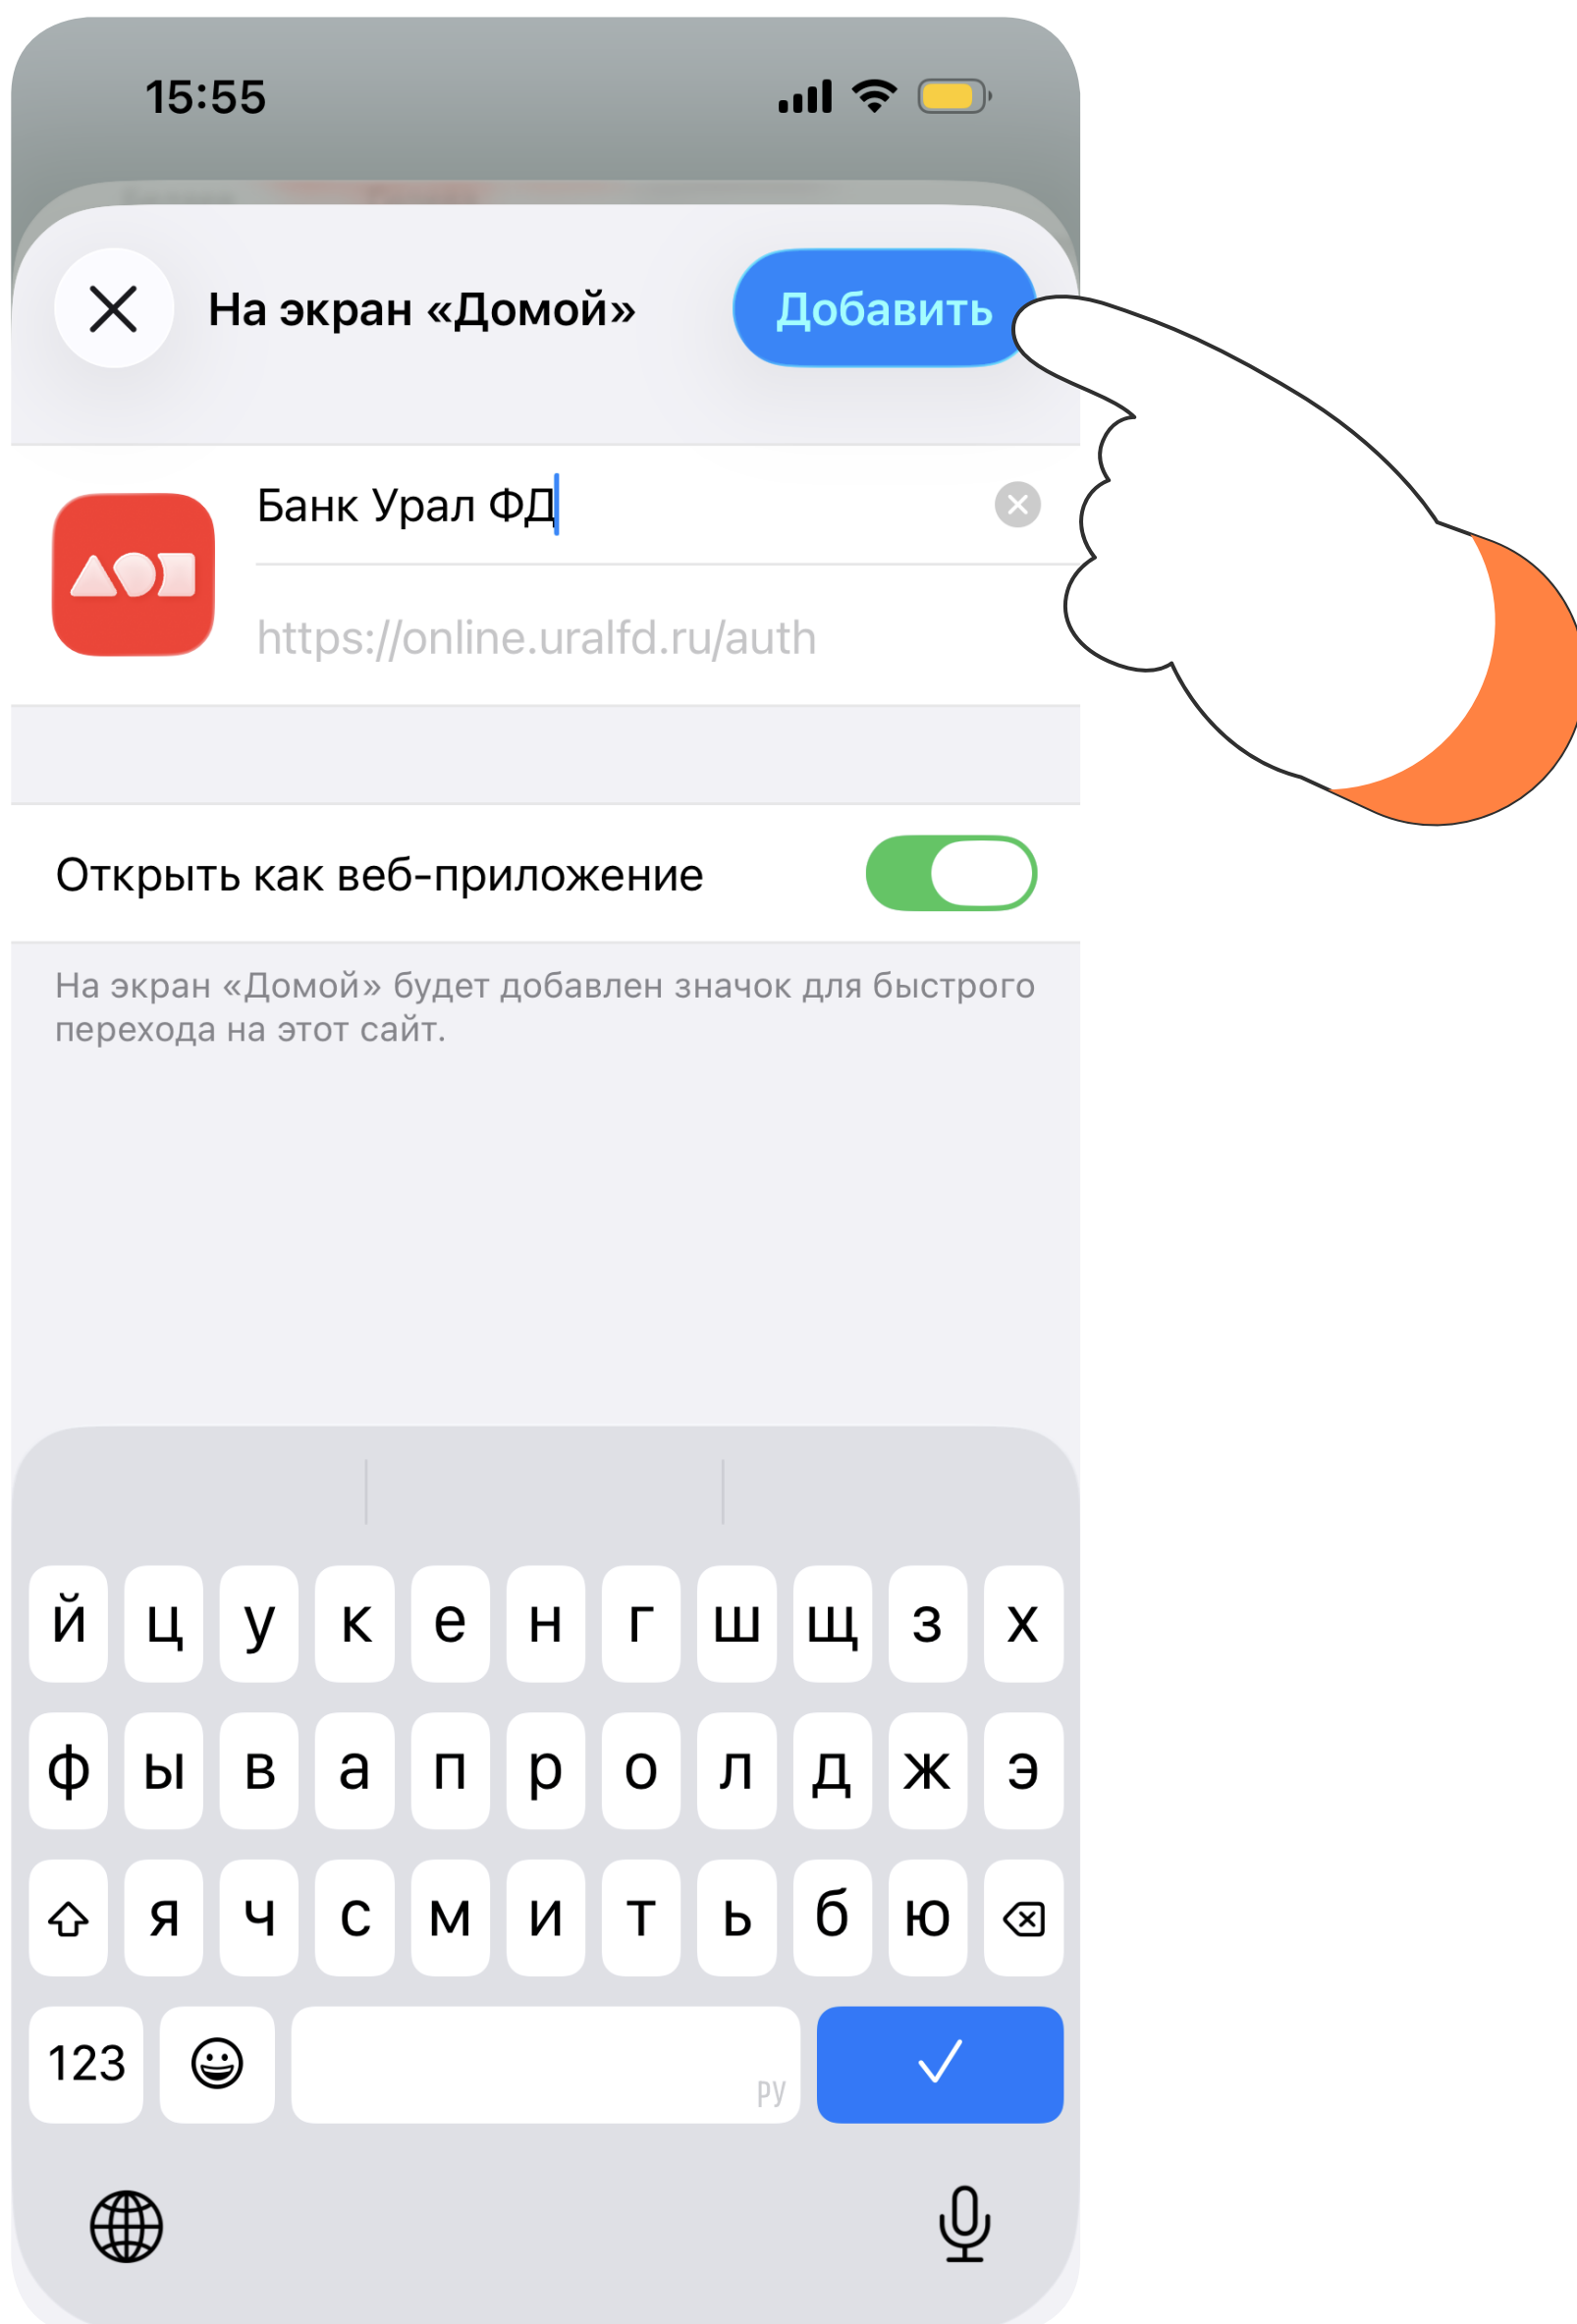 15:55
На экран «Домой»
Добавить
Банк Урал ФД
https://online.uralfd.ru/auth
Открыть как веб-приложение
На экран «Домой» будет добавлен значок для быстрого
перехода на этот сайт.
й ц у к е н г ш щ з х
ф ы в а п р о л д ж э
я ч с м и т ь б ю
123
РУ